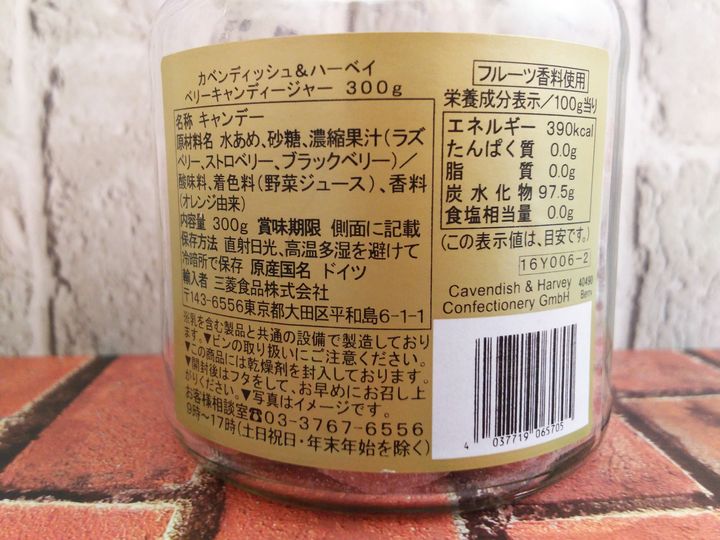 カベンディッシュ&ハーベイ
ベリーキャンディージャー 300g
名称 キャンデー
原材料名 水あめ、砂糖、濃縮果汁(ラズ
ベリー、ストロベリー、ブラックベリー)/
酸味料、着色料(野菜ジュース)、香料
(オレンジ由来)
内容量 300g 賞味期限 側面に記載
保存方法 直射日光、高温多湿を避けて
冷暗所で保存 原産国名 ドイツ
輸入者 三菱食品株式会社
〒143-6556東京都大田区平和島6-1-1
※乳を含む製品と共通の設備で製造しており
ます。▼ビンの取り扱いにご注意ください。
▼この商品には乾燥剤を封入しております。
▼開封後はフタをして、お早めにお召し上
がりください。▼写真はイメージです。
お客様相談室☎03-3767-6556
9時〜17時(土日祝日・年末年始を除く)
フルーツ香料使用
栄養成分表示/100g当り
エネルギー 390kcal
たんぱく質 0.0g
脂質 0.0g
炭水化物 97.5g
食塩相当量 0.0g
(この表示値は、目安です。)
16Y006-2
Cavendish & Harvey 40490
Confectionery GmbH
4 037719 065705